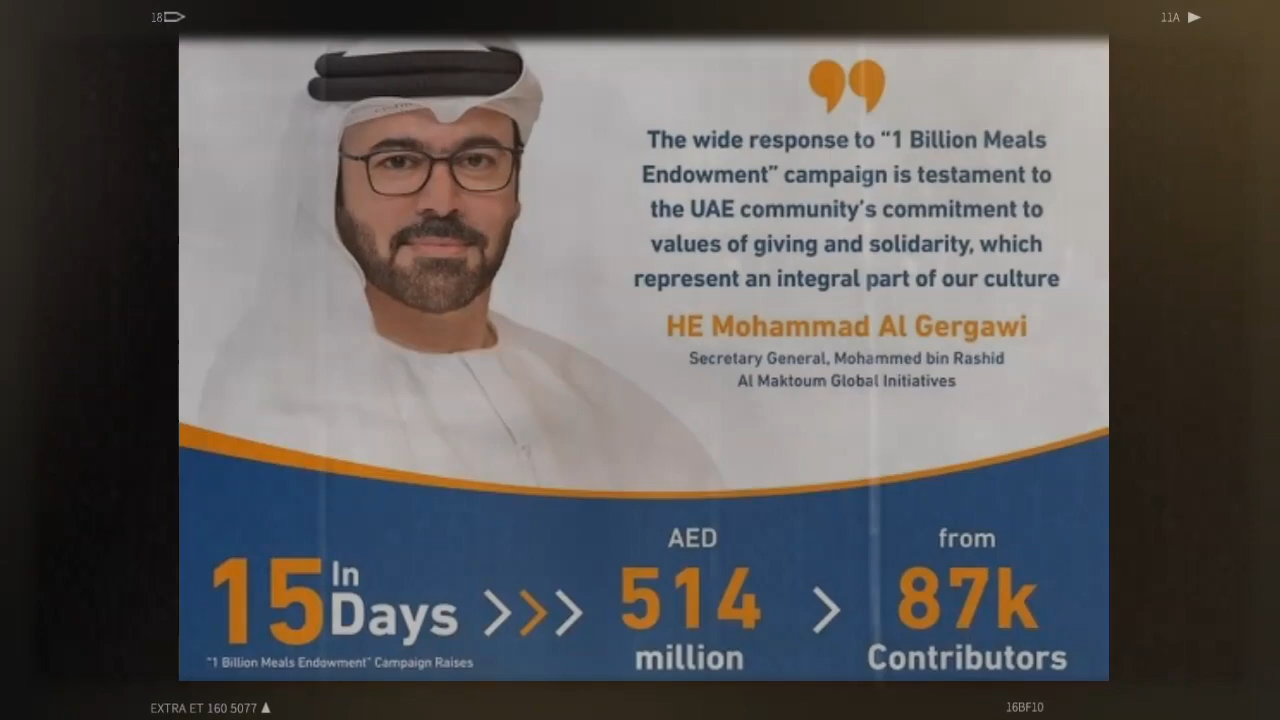 18
11A
The wide response to “1 Billion Meals
Endowment” campaign is testament to
the UAE community’s commitment to
values of giving and solidarity, which
represent an integral part of our culture
HE Mohammad Al Gergawi
Secretary General, Mohammed bin Rashid
Al Maktoum Global Initiatives
15 In Days
"1 Billion Meals Endowment" Campaign Raises
AED
514
million
from
87k
Contributors
EXTRA ET 160 5077
16BF10